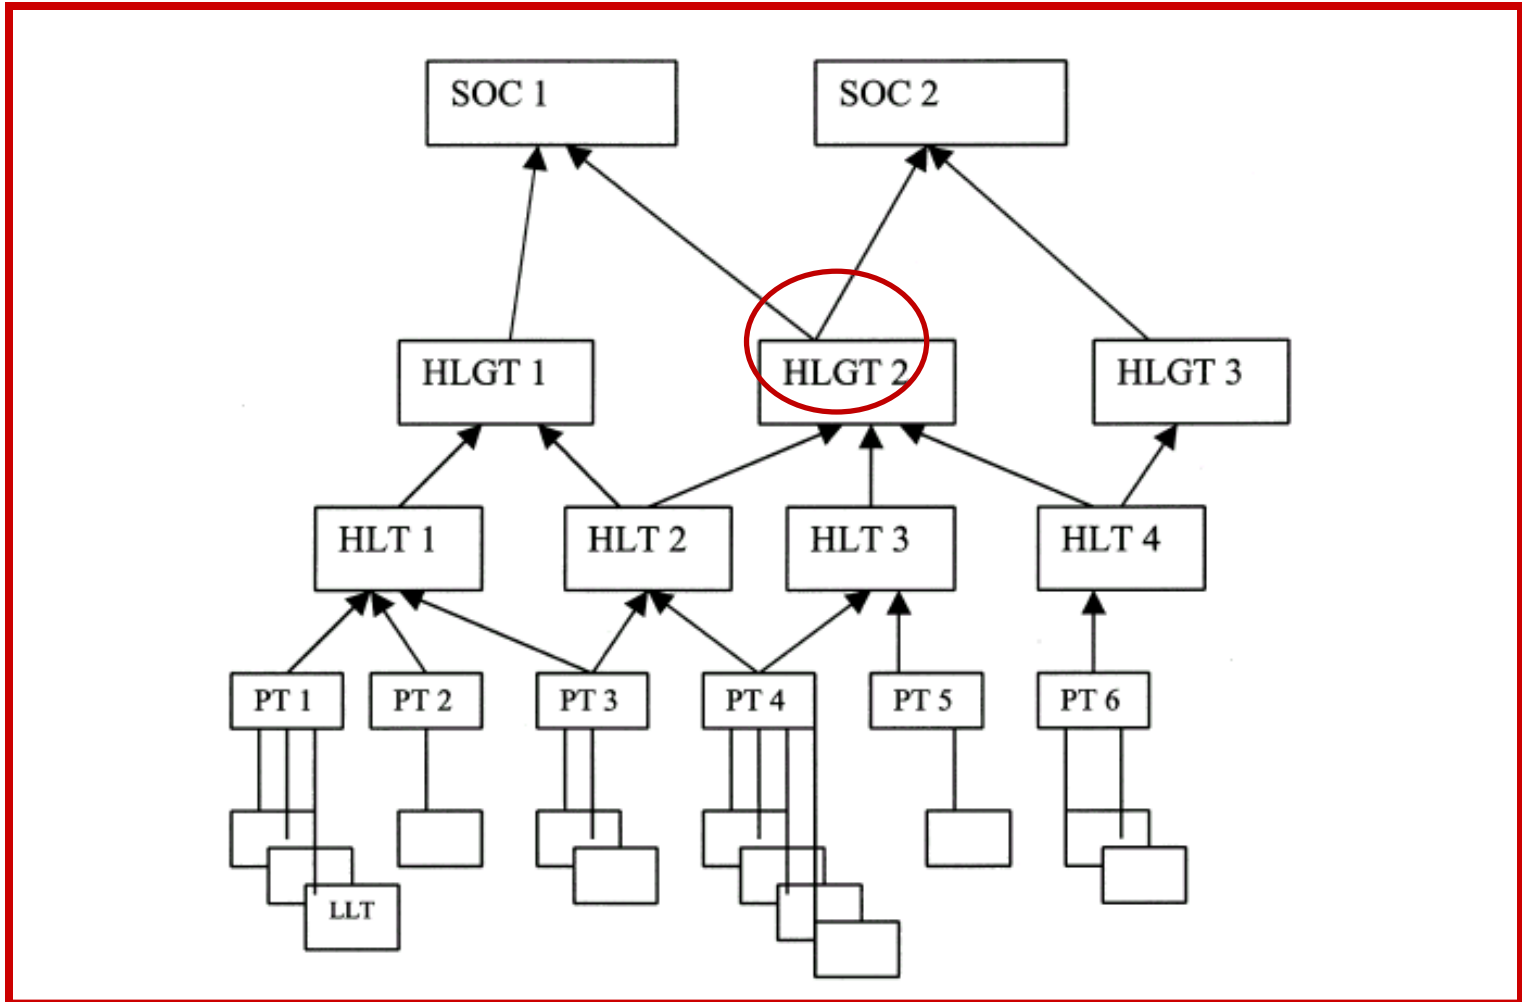 SOC 1
SOC 2
HLGT 1
HLGT 2
HLGT 3
HLT 1
HLT 2
HLT 3
HLT 4
PT 1
PT 2
PT 3
PT 4
PT 5
PT 6
LLT